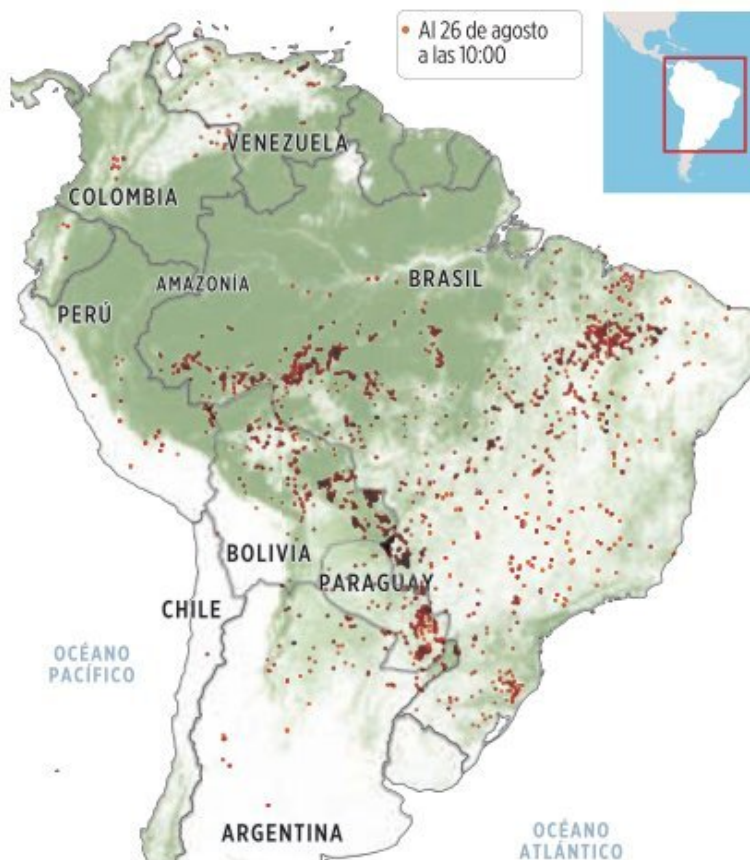 Al 26 de agosto
a las 10:00
VENEZUELA
COLOMBIA
AMAZONÍA
BRASIL
PERÚ
BOLIVIA
PARAGUAY
CHILE
OCÉANO
PACÍFICO
ARGENTINA
OCÉANO
ATLÁNTICO